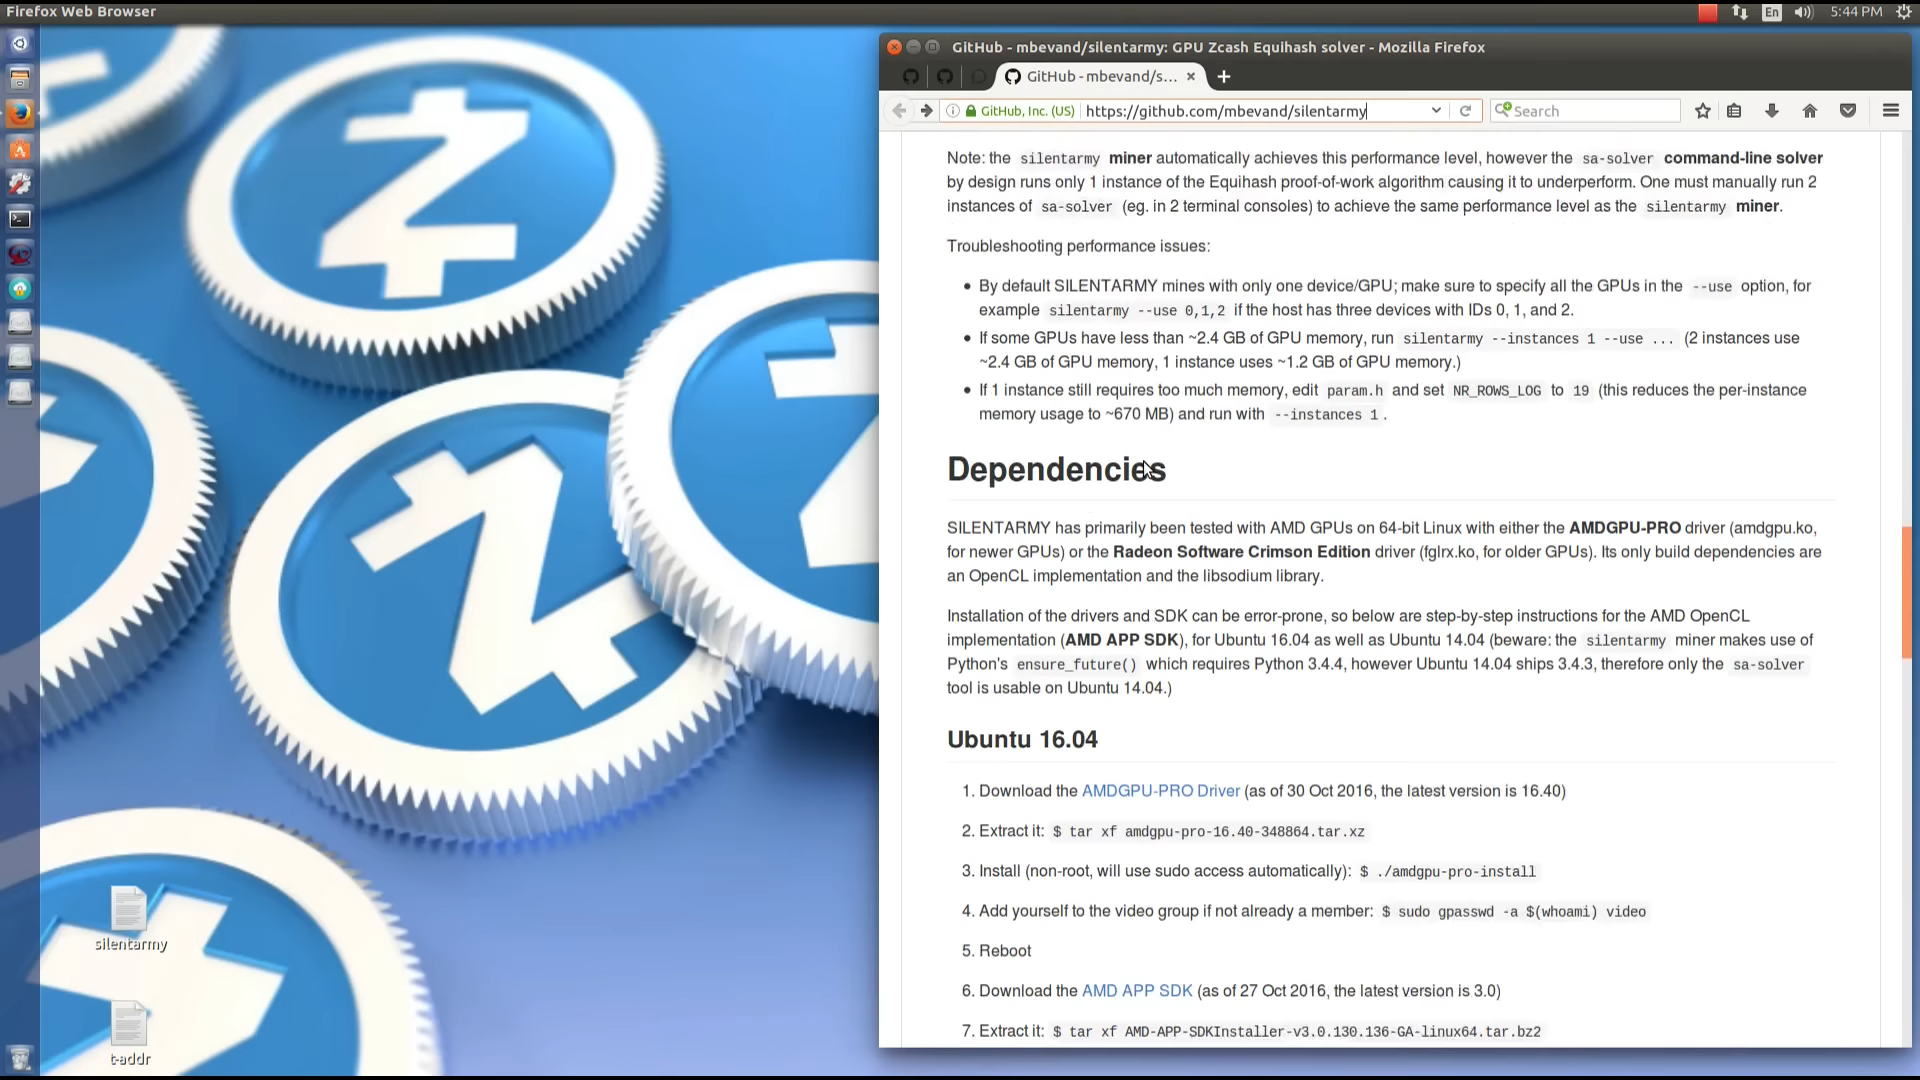 Firefox Web Browser
En
5:44 PM
GitHub - mbevand/silentarmy: GPU Zcash Equihash solver - Mozilla Firefox
GitHub - mbevand/s...
GitHub, Inc. (US)
https://github.com/mbevand/silentarmy
Search
Note: the silentarmy miner automatically achieves this performance level, however the sa-solver command-line solver
by design runs only 1 instance of the Equihash proof-of-work algorithm causing it to underperform. One must manually run 2
instances of sa-solver (eg. in 2 terminal consoles) to achieve the same performance level as the silentarmy miner.
Troubleshooting performance issues:
• By default SILENTARMY mines with only one device/GPU; make sure to specify all the GPUs in the --use option, for
example silentarmy --use 0,1,2 if the host has three devices with IDs 0, 1, and 2.
• If some GPUs have less than ~2.4 GB of GPU memory, run silentarmy --instances 1 --use ... (2 instances use
~2.4 GB of GPU memory, 1 instance uses ~1.2 GB of GPU memory.)
• If 1 instance still requires too much memory, edit param.h and set NR_ROWS_LOG to 19 (this reduces the per-instance
memory usage to ~670 MB) and run with --instances 1.
Dependencies
SILENTARMY has primarily been tested with AMD GPUs on 64-bit Linux with either the AMDGPU-PRO driver (amdgpu.ko,
for newer GPUs) or the Radeon Software Crimson Edition driver (fglrx.ko, for older GPUs). Its only build dependencies are
an OpenCL implementation and the libsodium library.
Installation of the drivers and SDK can be error-prone, so below are step-by-step instructions for the AMD OpenCL
implementation (AMD APP SDK), for Ubuntu 16.04 as well as Ubuntu 14.04 (beware: the silentarmy miner makes use of
Python's ensure_future() which requires Python 3.4.4, however Ubuntu 14.04 ships 3.4.3, therefore only the sa-solver
tool is usable on Ubuntu 14.04.)
Ubuntu 16.04
1. Download the AMDGPU-PRO Driver (as of 30 Oct 2016, the latest version is 16.40)
2. Extract it: $ tar xf amdgpu-pro-16.40-348864.tar.xz
3. Install (non-root, will use sudo access automatically): $ ./amdgpu-pro-install
4. Add yourself to the video group if not already a member: $ sudo gpasswd -a $(whoami) video
5. Reboot
6. Download the AMD APP SDK (as of 27 Oct 2016, the latest version is 3.0)
7. Extract it: $ tar xf AMD-APP-SDKInstaller-v3.0.130.136-GA-linux64.tar.bz2
silentarmy
t-addr